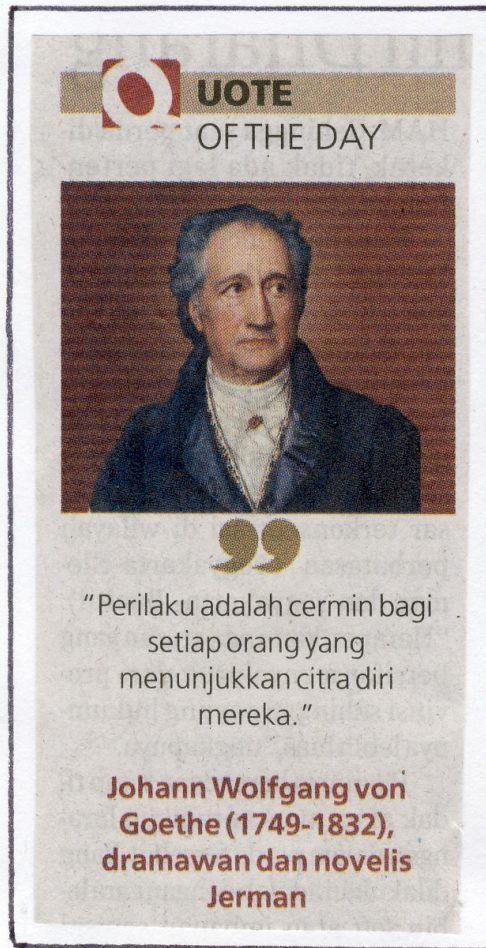 QUOTE
OF THE DAY
"Perilaku adalah cermin bagi
setiap orang yang
menunjukkan citra diri
mereka."
Johann Wolfgang von
Goethe (1749-1832),
dramawan dan novelis
Jerman